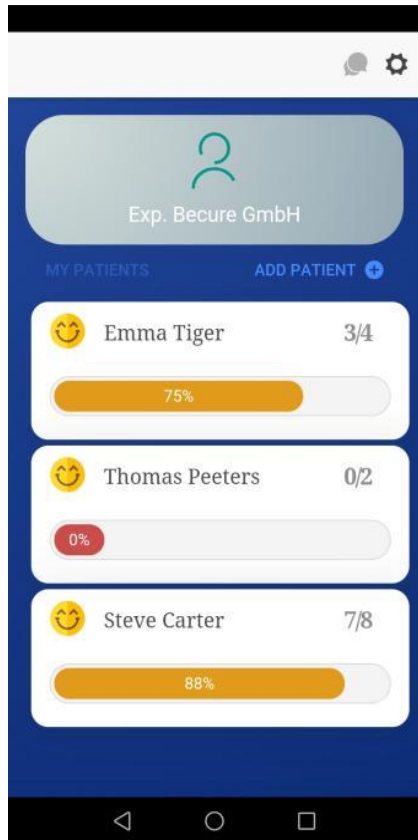 Exp. Becure GmbH
MY PATIENTS
ADD PATIENT
Emma Tiger
3/4
75%
Thomas Peeters
0/2
0%
Steve Carter
7/8
88%